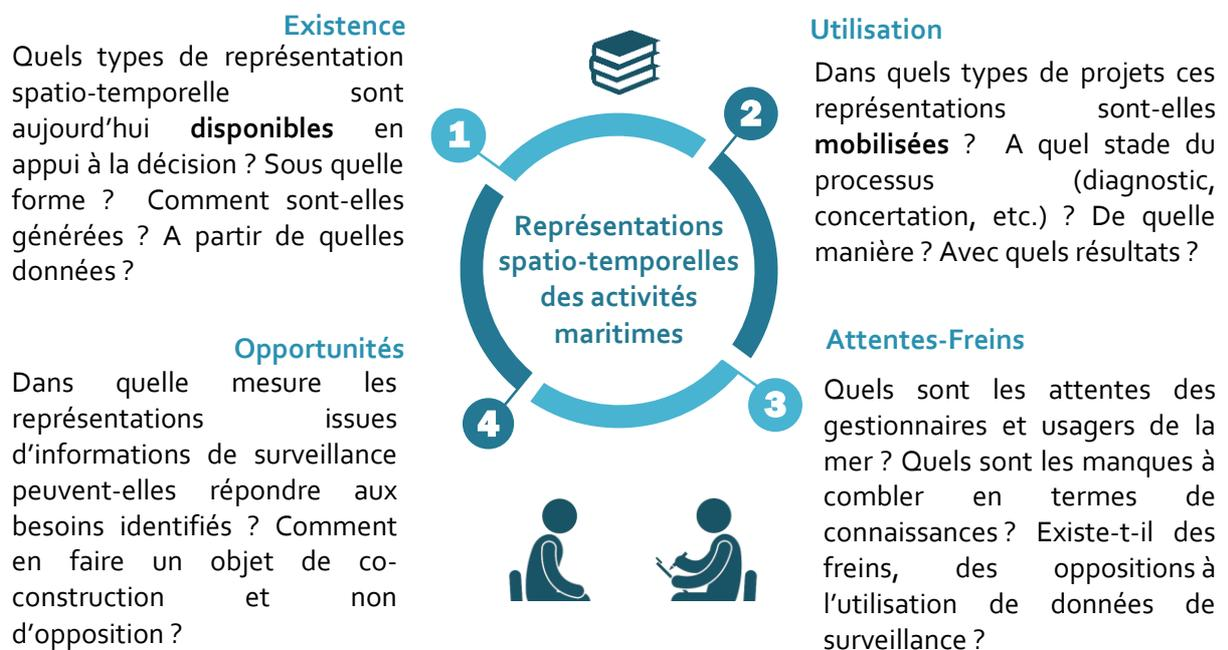 Existence
Quels types de représentation
spatio-temporelle sont
aujourd’hui disponibles en
appui à la décision ? Sous quelle
forme ? Comment sont-elles
générées ? A partir de quelles
données ?
1
2
Utilisation
Dans quels types de projets ces
représentations sont-elles
mobilisées ? A quel stade du
processus (diagnostic,
concertation, etc.) ? De quelle
manière ? Avec quels résultats ?
Représentations
spatio-temporelles
des activités
maritimes
Opportunités
Dans quelle mesure les
représentations issues
d’informations de surveillance
peuvent-elles répondre aux
besoins identifiés ? Comment
en faire un objet de co-
construction et non
d’opposition ?
4
3
Attentes-Freins
Quels sont les attentes des
gestionnaires et usagers de la
mer ? Quels sont les manques à
combler en termes de
connaissances ? Existe-t-il des
freins, des oppositions à
l’utilisation de données de
surveillance ?